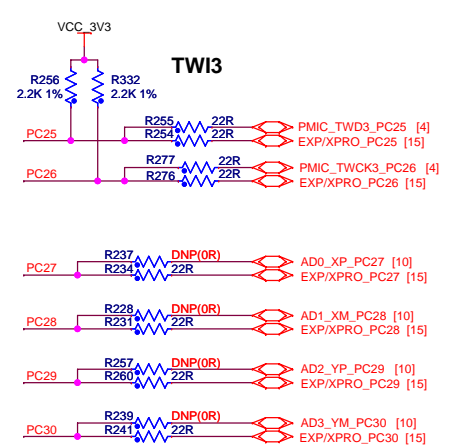 VCC_3V3
TWI3
R256 R332
2.2K 1% 2.2K 1%
R255 22R PMIC_TWD3_PC25 [4]
PC25 R254 22R EXP/XPRO_PC25 [15]
R277 22R PMIC_TWCK3_PC26 [4]
PC26 R276 22R EXP/XPRO_PC26 [15]
R237 DNP(0R) AD0_XP_PC27 [10]
PC27 R234 22R EXP/XPRO_PC27 [15]
R228 DNP(0R) AD1_XM_PC28 [10]
PC28 R231 22R EXP/XPRO_PC28 [15]
R257 DNP(0R) AD2_YP_PC29 [10]
PC29 R260 22R EXP/XPRO_PC29 [15]
R239 DNP(0R) AD3_YM_PC30 [10]
PC30 R241 22R EXP/XPRO_PC30 [15]